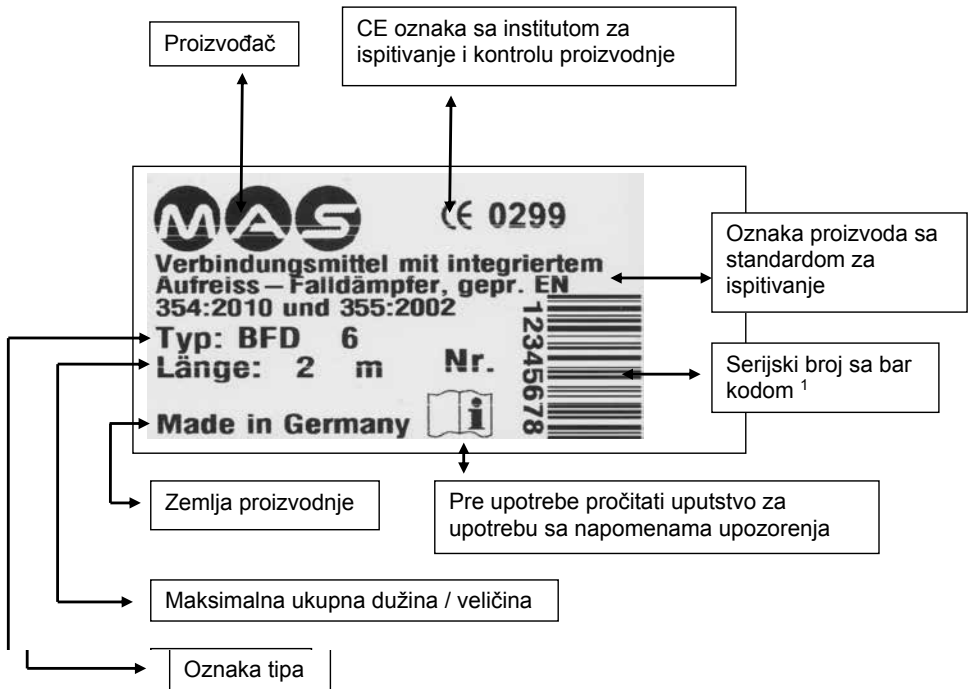 Proizvođač
CE oznaka sa institutom za
ispitivanje i kontrolu proizvodnje
MAS
CE 0299
Verbindungsmittel mit integriertem
Aufreiss – Falldämpfer, gepr. EN
354:2010 und 355:2002
Typ: BFD 6
Länge: 2 m
Nr.
12345678
Made in Germany
i
Oznaka proizvoda sa
standardom za
ispitivanje
Serijski broj sa bar
kodom 1
Zemlja proizvodnje
Pre upotrebe pročitati uputstvo za
upotrebu sa napomenama upozorenja
Maksimalna ukupna dužina / veličina
Oznaka tipa